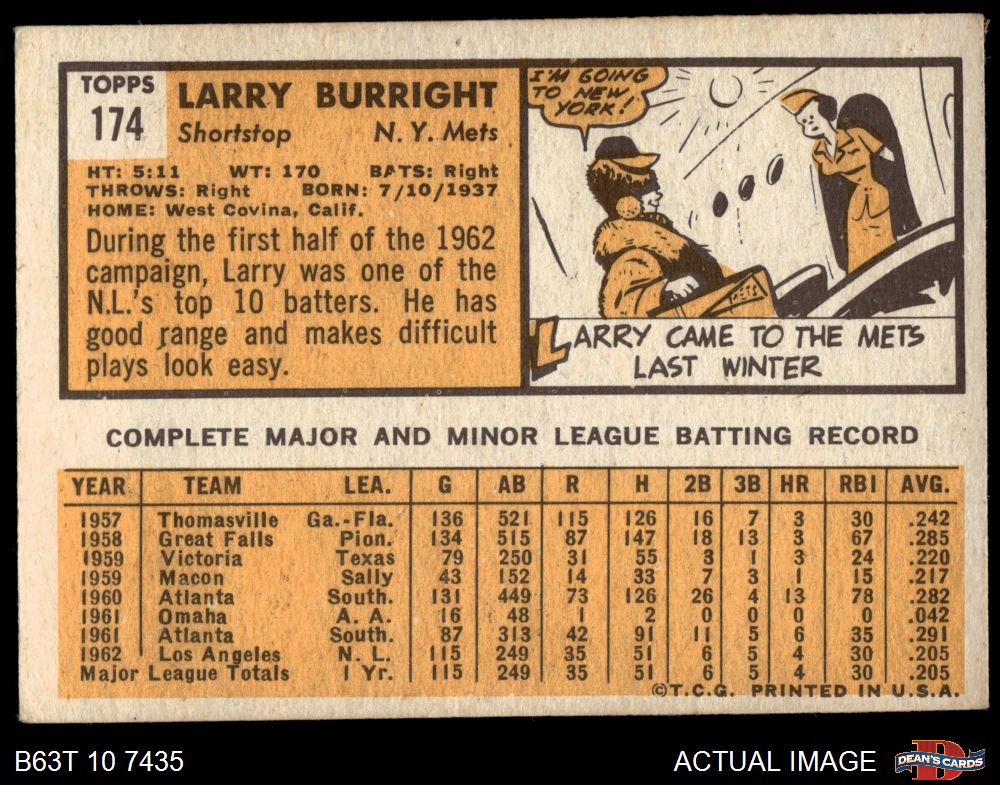 TOPPS
174
LARRY BURRIGHT
Shortstop N. Y. Mets
HT: 5:11 WT: 170 BATS: Right
THROWS: Right BORN: 7/10/1937
HOME: West Covina, Calif.
During the first half of the 1962
campaign, Larry was one of the
N.L.'s top 10 batters. He has
good range and makes difficult
plays look easy.
I'M GOING
TO NEW
YORK!
METS
LARRY CAME TO THE METS
LAST WINTER
COMPLETE MAJOR AND MINOR LEAGUE BATTING RECORD
YEAR TEAM LEA. G AB R H 2B 3B HR RBI AVG.
1957 Thomasville Ga.-Fla. 136 521 115 126 16 7 3 30 .242
1958 Great Falls Pion. 134 515 87 147 18 13 3 67 .285
1959 Victoria Texas 79 250 31 55 3 1 3 24 .220
1959 Macon Sally 43 152 14 33 7 3 1 15 .217
1960 Atlanta South. 131 449 73 126 26 4 13 78 .282
1961 Omaha A. A. 16 48 1 2 0 0 0 0 .042
1961 Atlanta South. 87 313 42 91 11 5 6 35 .291
1962 Los Angeles N. L. 115 249 35 51 6 5 4 30 .205
Major League Totals 1 Yr. 115 249 35 51 6 5 4 30 .205
©T.C.G. PRINTED IN U.S.A.
B63T 10 7435 ACTUAL IMAGE
D
DEAN'S CARDS